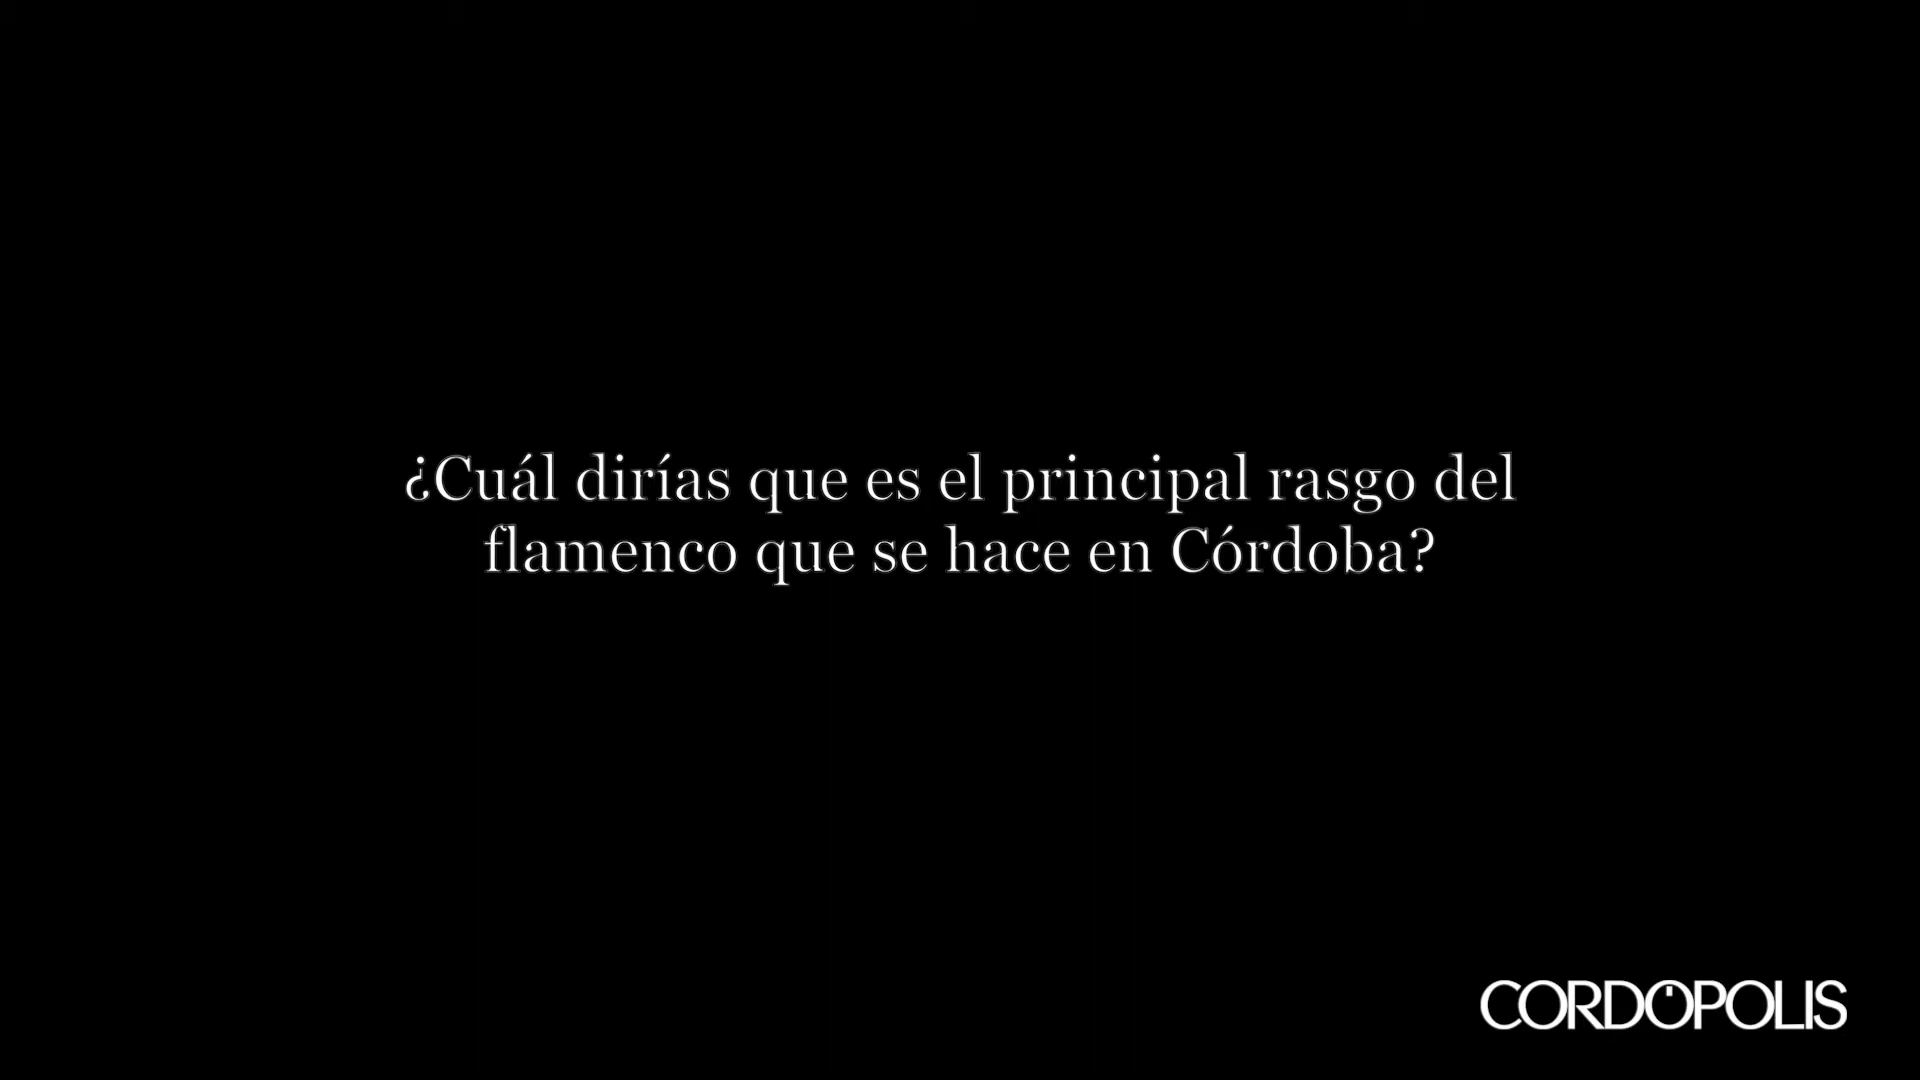 ¿Cuál dirías que es el principal rasgo del
flamenco que se hace en Córdoba?
CORDÓPOLIS